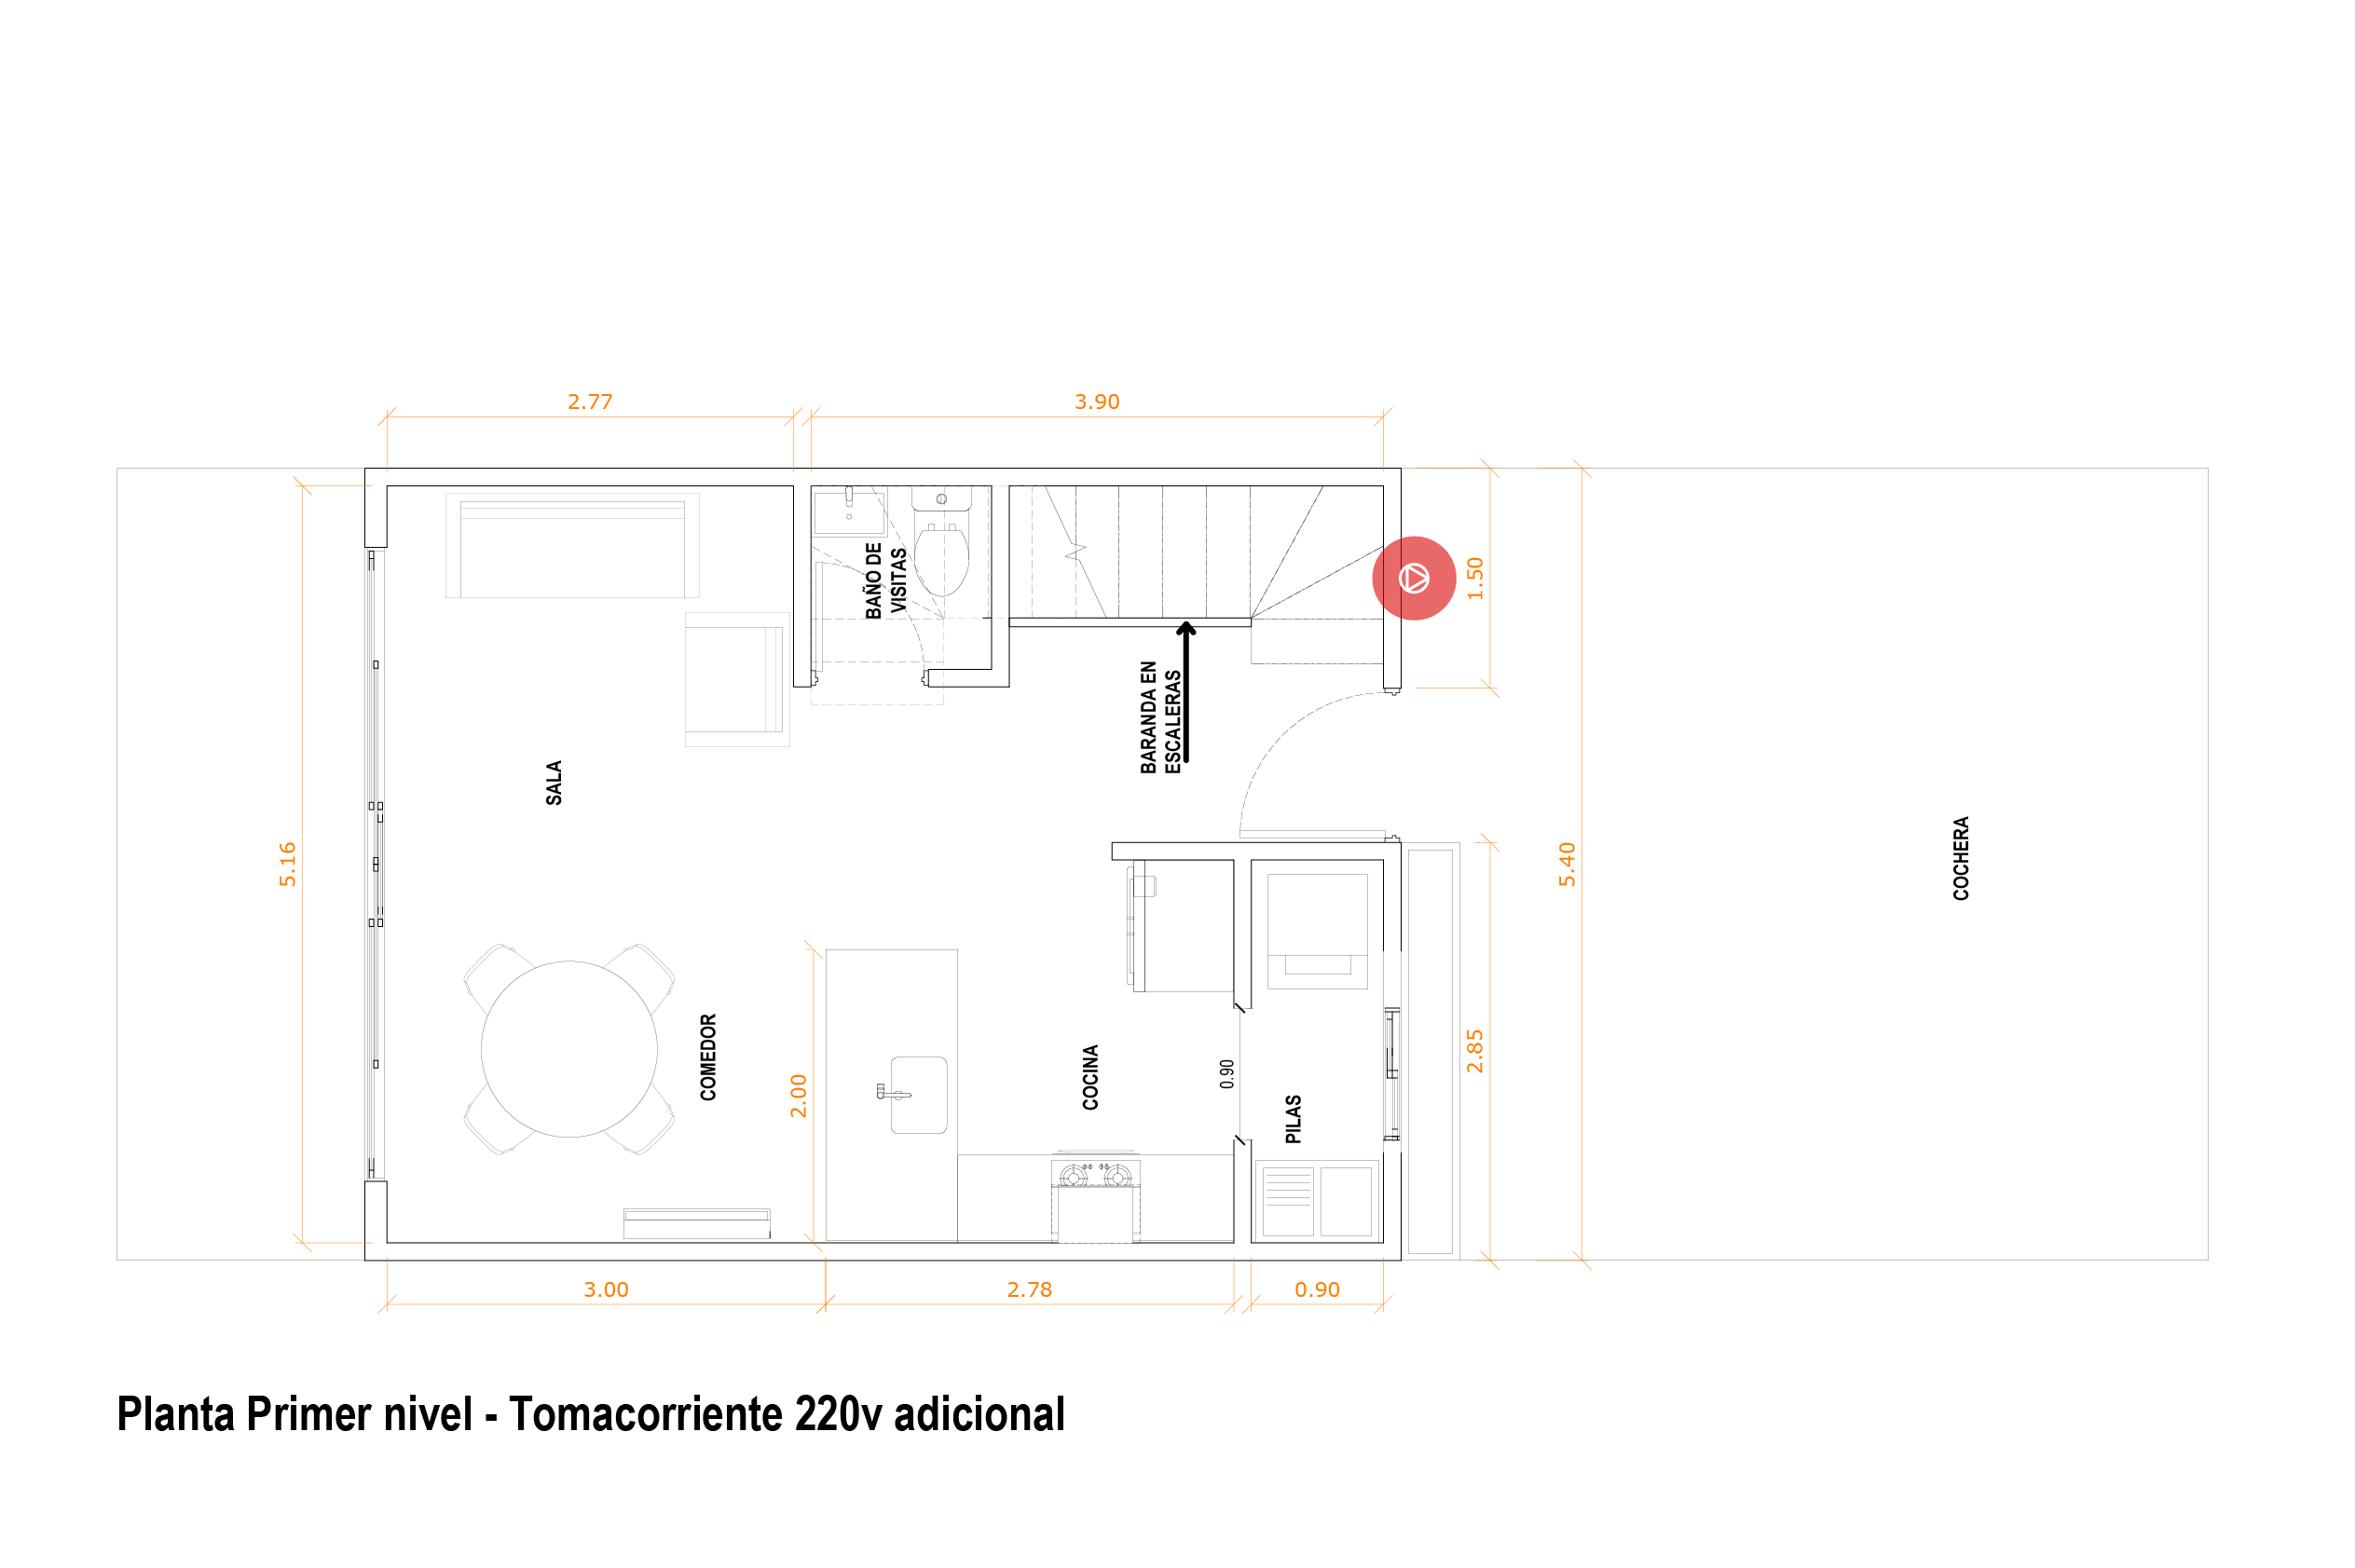 2.77
3.90
BAÑO DE
VISITAS
1.50
BARANDA EN
ESCALERAS
SALA
5.16
5.40
COCHERA
COMEDOR
2.00
COCINA
0.90
PILAS
2.85
3.00
2.78
0.90
Planta Primer nivel - Tomacorriente 220v adicional